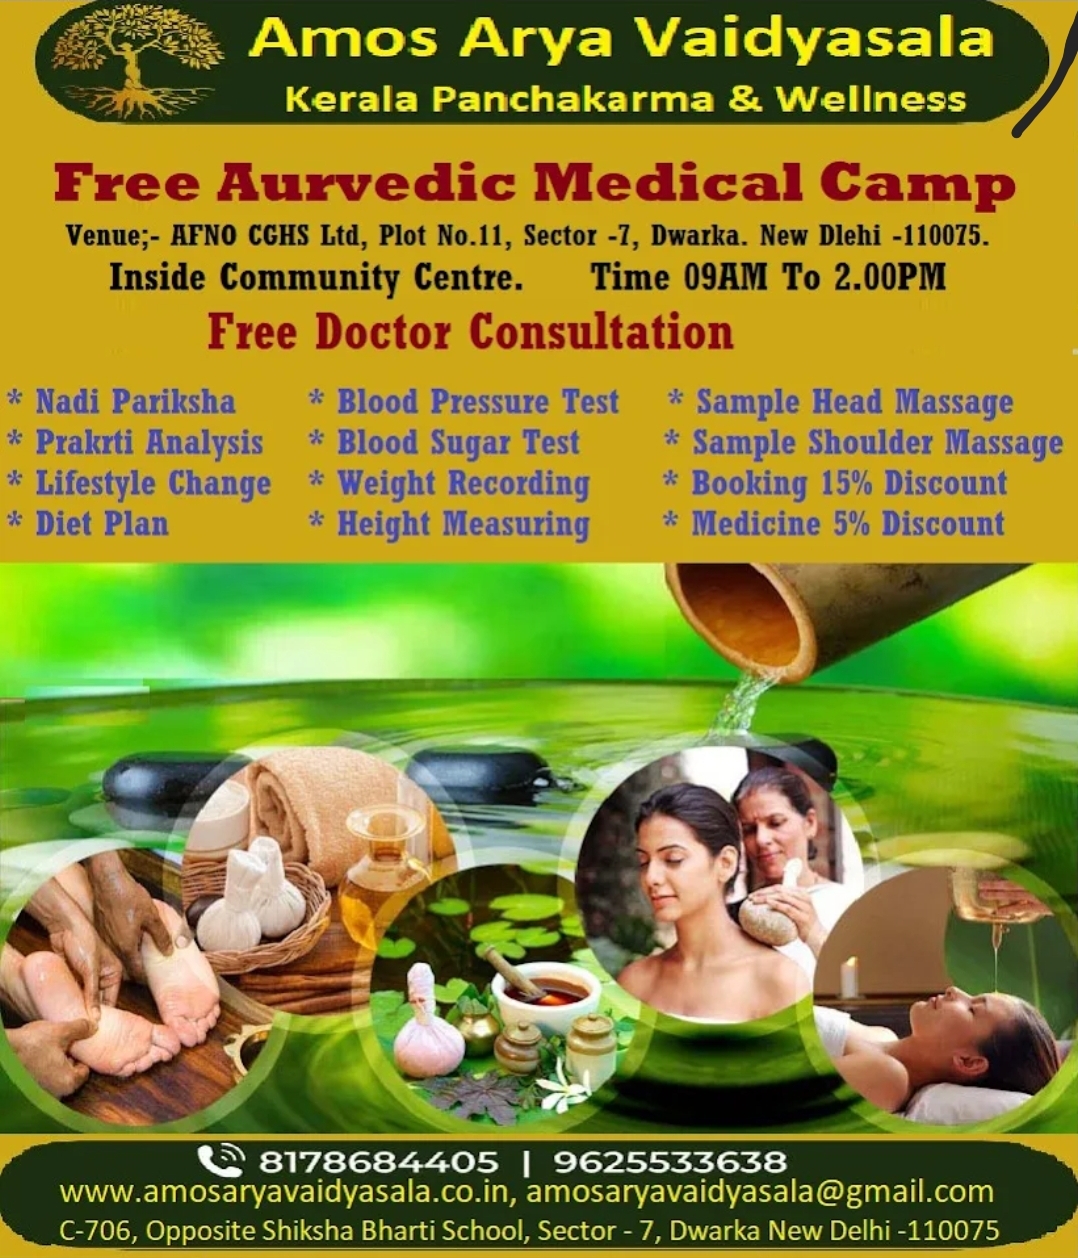 Amos Arya Vaidyasala
Kerala Panchakarma & Wellness
Free Aurvedic Medical Camp
Venue;- AFNO CGHS Ltd, Plot No.11, Sector -7, Dwarka. New Dlehi -110075.
Inside Community Centre. Time 09AM To 2.00PM
Free Doctor Consultation
* Nadi Pariksha * Blood Pressure Test * Sample Head Massage
* Prakrti Analysis * Blood Sugar Test * Sample Shoulder Massage
* Lifestyle Change * Weight Recording * Booking 15% Discount
* Diet Plan * Height Measuring * Medicine 5% Discount
8178684405 | 9625533638
www.amosaryavaidyasala.co.in, amosaryavaidyasala@gmail.com
C-706, Opposite Shiksha Bharti School, Sector - 7, Dwarka New Delhi -110075